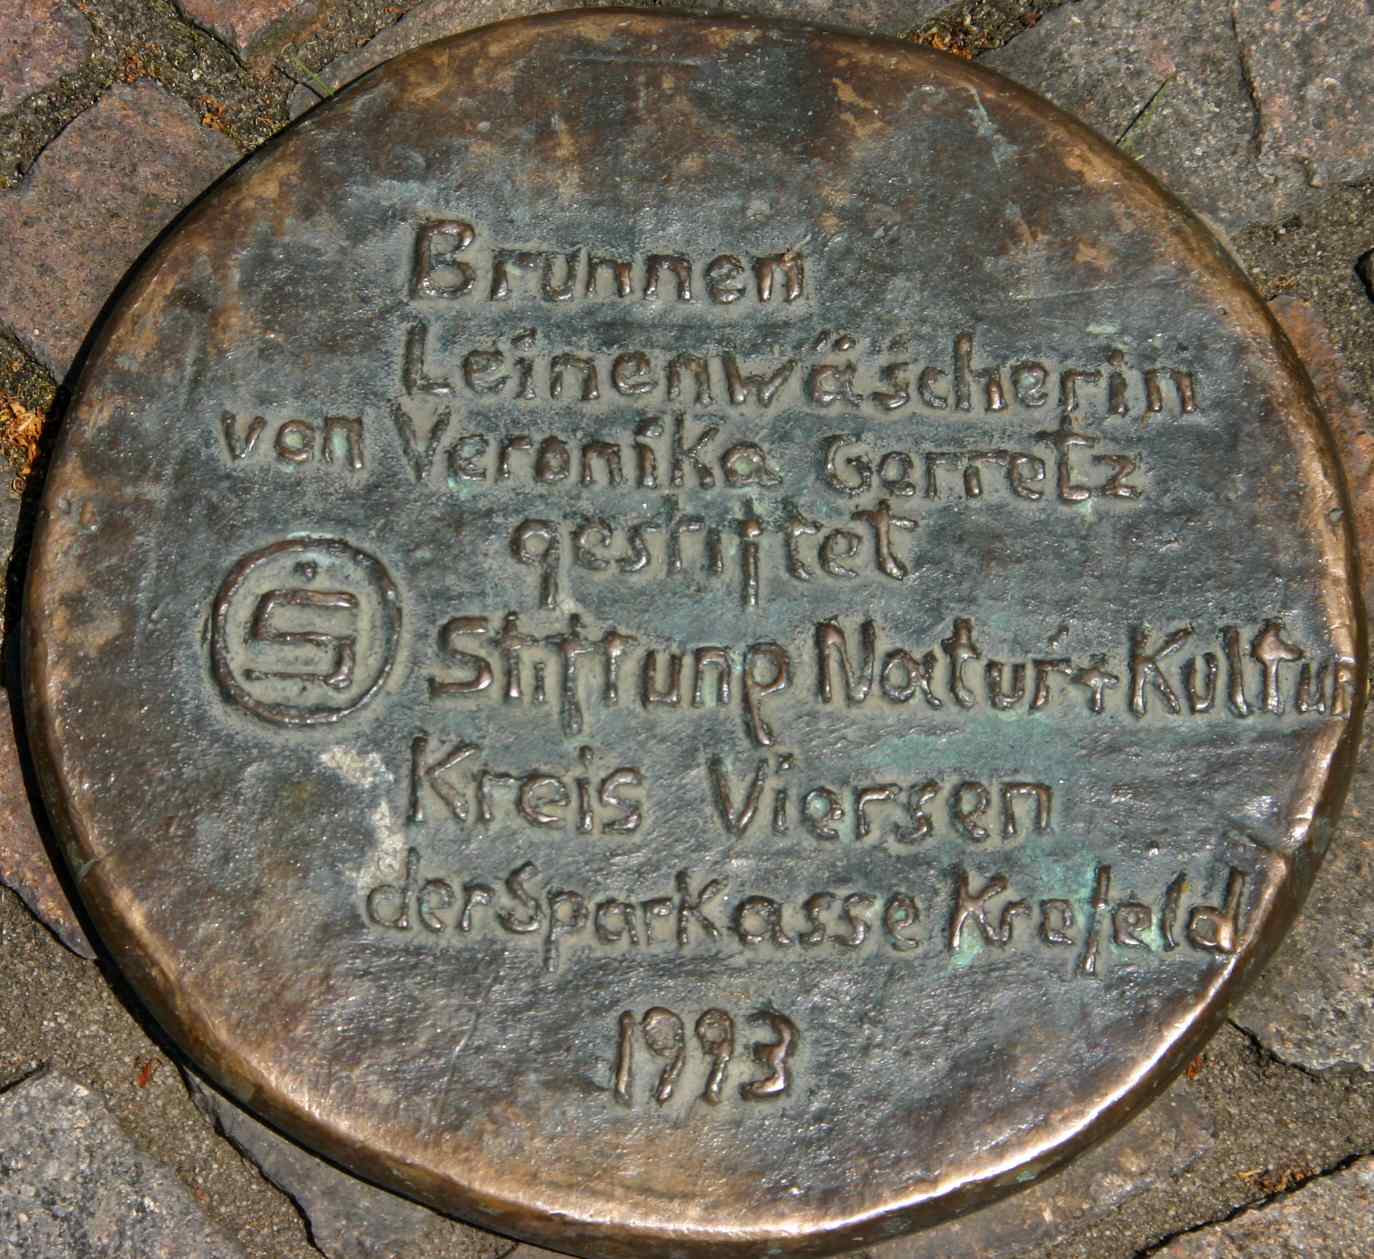 Brunnen
Leinenwäscherin
von Veronika Gerretz
gestiftet
Stiftung Natur + Kultur
Kreis Viersen
der Sparkasse Krefeld
1993